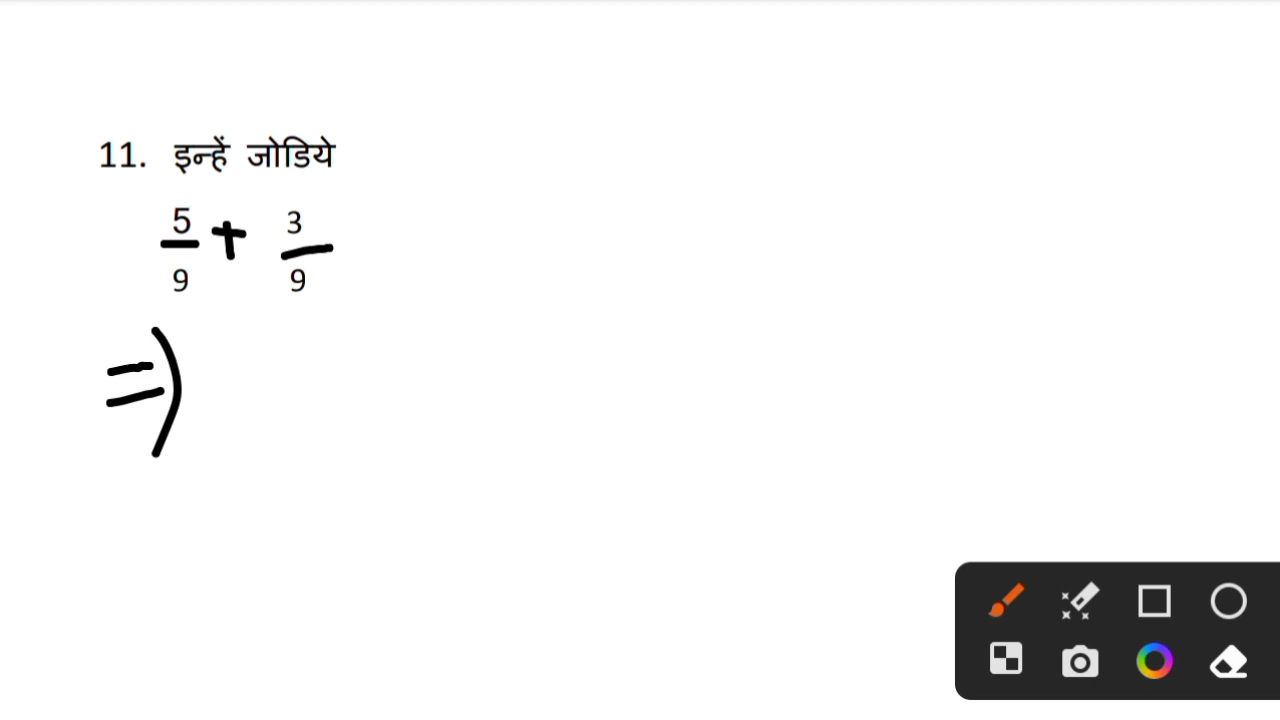 11. इन्हें जोडिये
5/9 + 3/9
=)